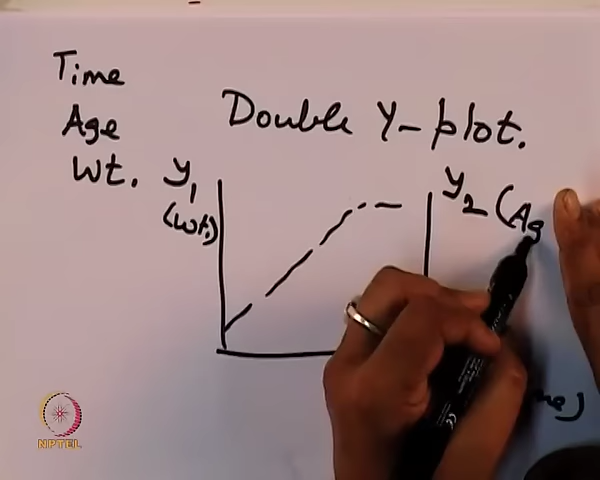 Time
Age
Wt.
Double Y-plot.
Y1
(Wt.)
Y2 (Ag
NPTEL